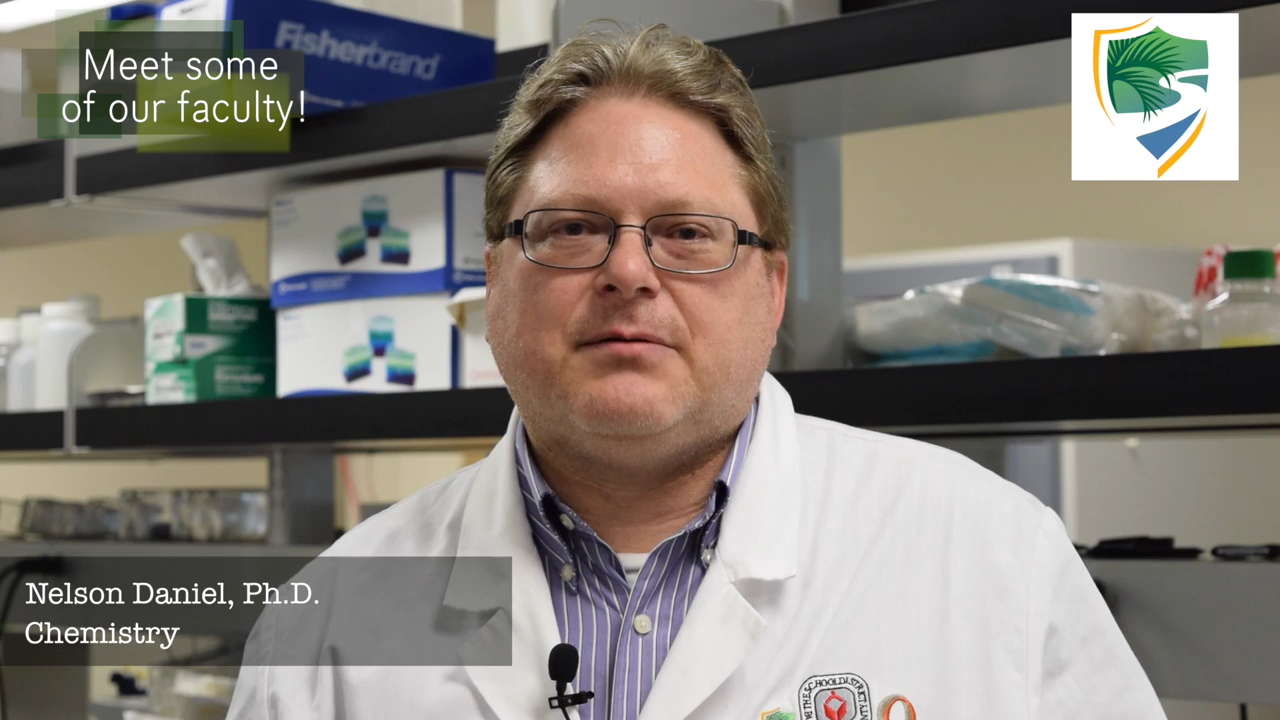 Meet some
of our faculty!
Fisherbrand
Nelson Daniel, Ph.D.
Chemistry